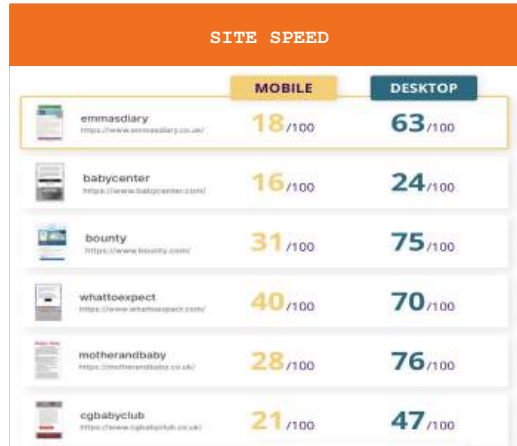 SITE SPEED
MOBILE DESKTOP
emmasdiary 18/100 63/100
https://www.emmasdiary.co.uk/
babycenter 16/100 24/100
https://www.babycenter.com/
bounty 31/100 75/100
https://www.bounty.com/
whattoexpect 40/100 70/100
https://www.whattoexpect.com/
motherandbaby 28/100 76/100
https://motherandbaby.co.uk/
cgbabyclub 21/100 47/100
https://www.cgbabyclub.co.uk/